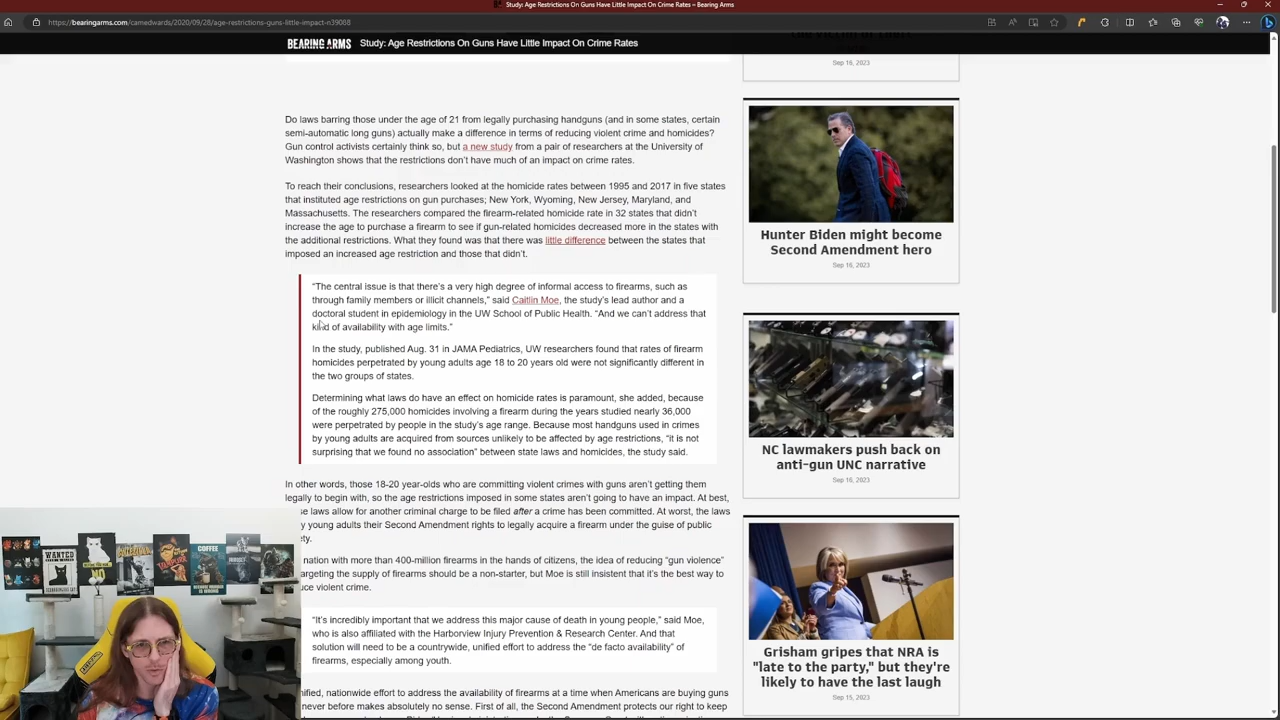 Study: Age Restrictions On Guns Have Little Impact On Crime Rates – Bearing Arms
https://bearingarms.com/camedwards/2020/09/28/age-restrictions-guns-little-impact-n39088
BEARING ARMS Study: Age Restrictions On Guns Have Little Impact On Crime Rates
Do laws barring those under the age of 21 from legally purchasing handguns (and in some states, certain
semi-automatic long guns) actually make a difference in terms of reducing violent crime and homicides?
Gun control activists certainly think so, but a new study from a pair of researchers at the University of
Washington shows that the restrictions don't have much of an impact on crime rates.
To reach their conclusions, researchers looked at the homicide rates between 1995 and 2017 in five states
that instituted age restrictions on gun purchases; New York, Wyoming, New Jersey, Maryland, and
Massachusetts. The researchers compared the firearm-related homicide rate in 32 states that didn't
increase the age to purchase a firearm to see if gun-related homicides decreased more in the states with
the additional restrictions. What they found was that there was little difference between the states that
imposed an increased age restriction and those that didn't.
“The central issue is that there's a very high degree of informal access to firearms, such as
through family members or illicit channels,” said Caitlin Moe, the study's lead author and a
doctoral student in epidemiology in the UW School of Public Health. “And we can't address that
kind of availability with age limits.”
In the study, published Aug. 31 in JAMA Pediatrics, UW researchers found that rates of firearm
homicides perpetrated by young adults age 18 to 20 years old were not significantly different in
the two groups of states.
Determining what laws do have an effect on homicide rates is paramount, she added, because
of the roughly 275,000 homicides involving a firearm during the years studied nearly 36,000
were perpetrated by people in the study's age range. Because most handguns used in crimes
by young adults are acquired from sources unlikely to be affected by age restrictions, “it is not
surprising that we found no association” between state laws and homicides, the study said.
In other words, those 18-20 year-olds who are committing violent crimes with guns aren't getting them
legally to begin with, so the age restrictions imposed in some states aren't going to have an impact. At best,
se laws allow for another criminal charge to be filed after a crime has been committed. At worst, the laws
y young adults their Second Amendment rights to legally acquire a firearm under the guise of public
ety.
nation with more than 400-million firearms in the hands of citizens, the idea of reducing “gun violence”
argeting the supply of firearms should be a non-starter, but Moe is still insistent that it's the best way to
uce violent crime.
“It's incredibly important that we address this major cause of death in young people,” said Moe,
who is also affiliated with the Harborview Injury Prevention & Research Center. And that
solution will need to be a countrywide, unified effort to address the “de facto availability” of
firearms, especially among youth.
nified, nationwide effort to address the availability of firearms at a time when Americans are buying guns
never before makes absolutely no sense. First of all, the Second Amendment protects our right to keep
Sep 16, 2023
Hunter Biden might become
Second Amendment hero
Sep 16, 2023
NC lawmakers push back on
anti-gun UNC narrative
Sep 16, 2023
Grisham gripes that NRA is
"late to the party," but they're
likely to have the last laugh
Sep 15, 2023
WANTED
COFFEE